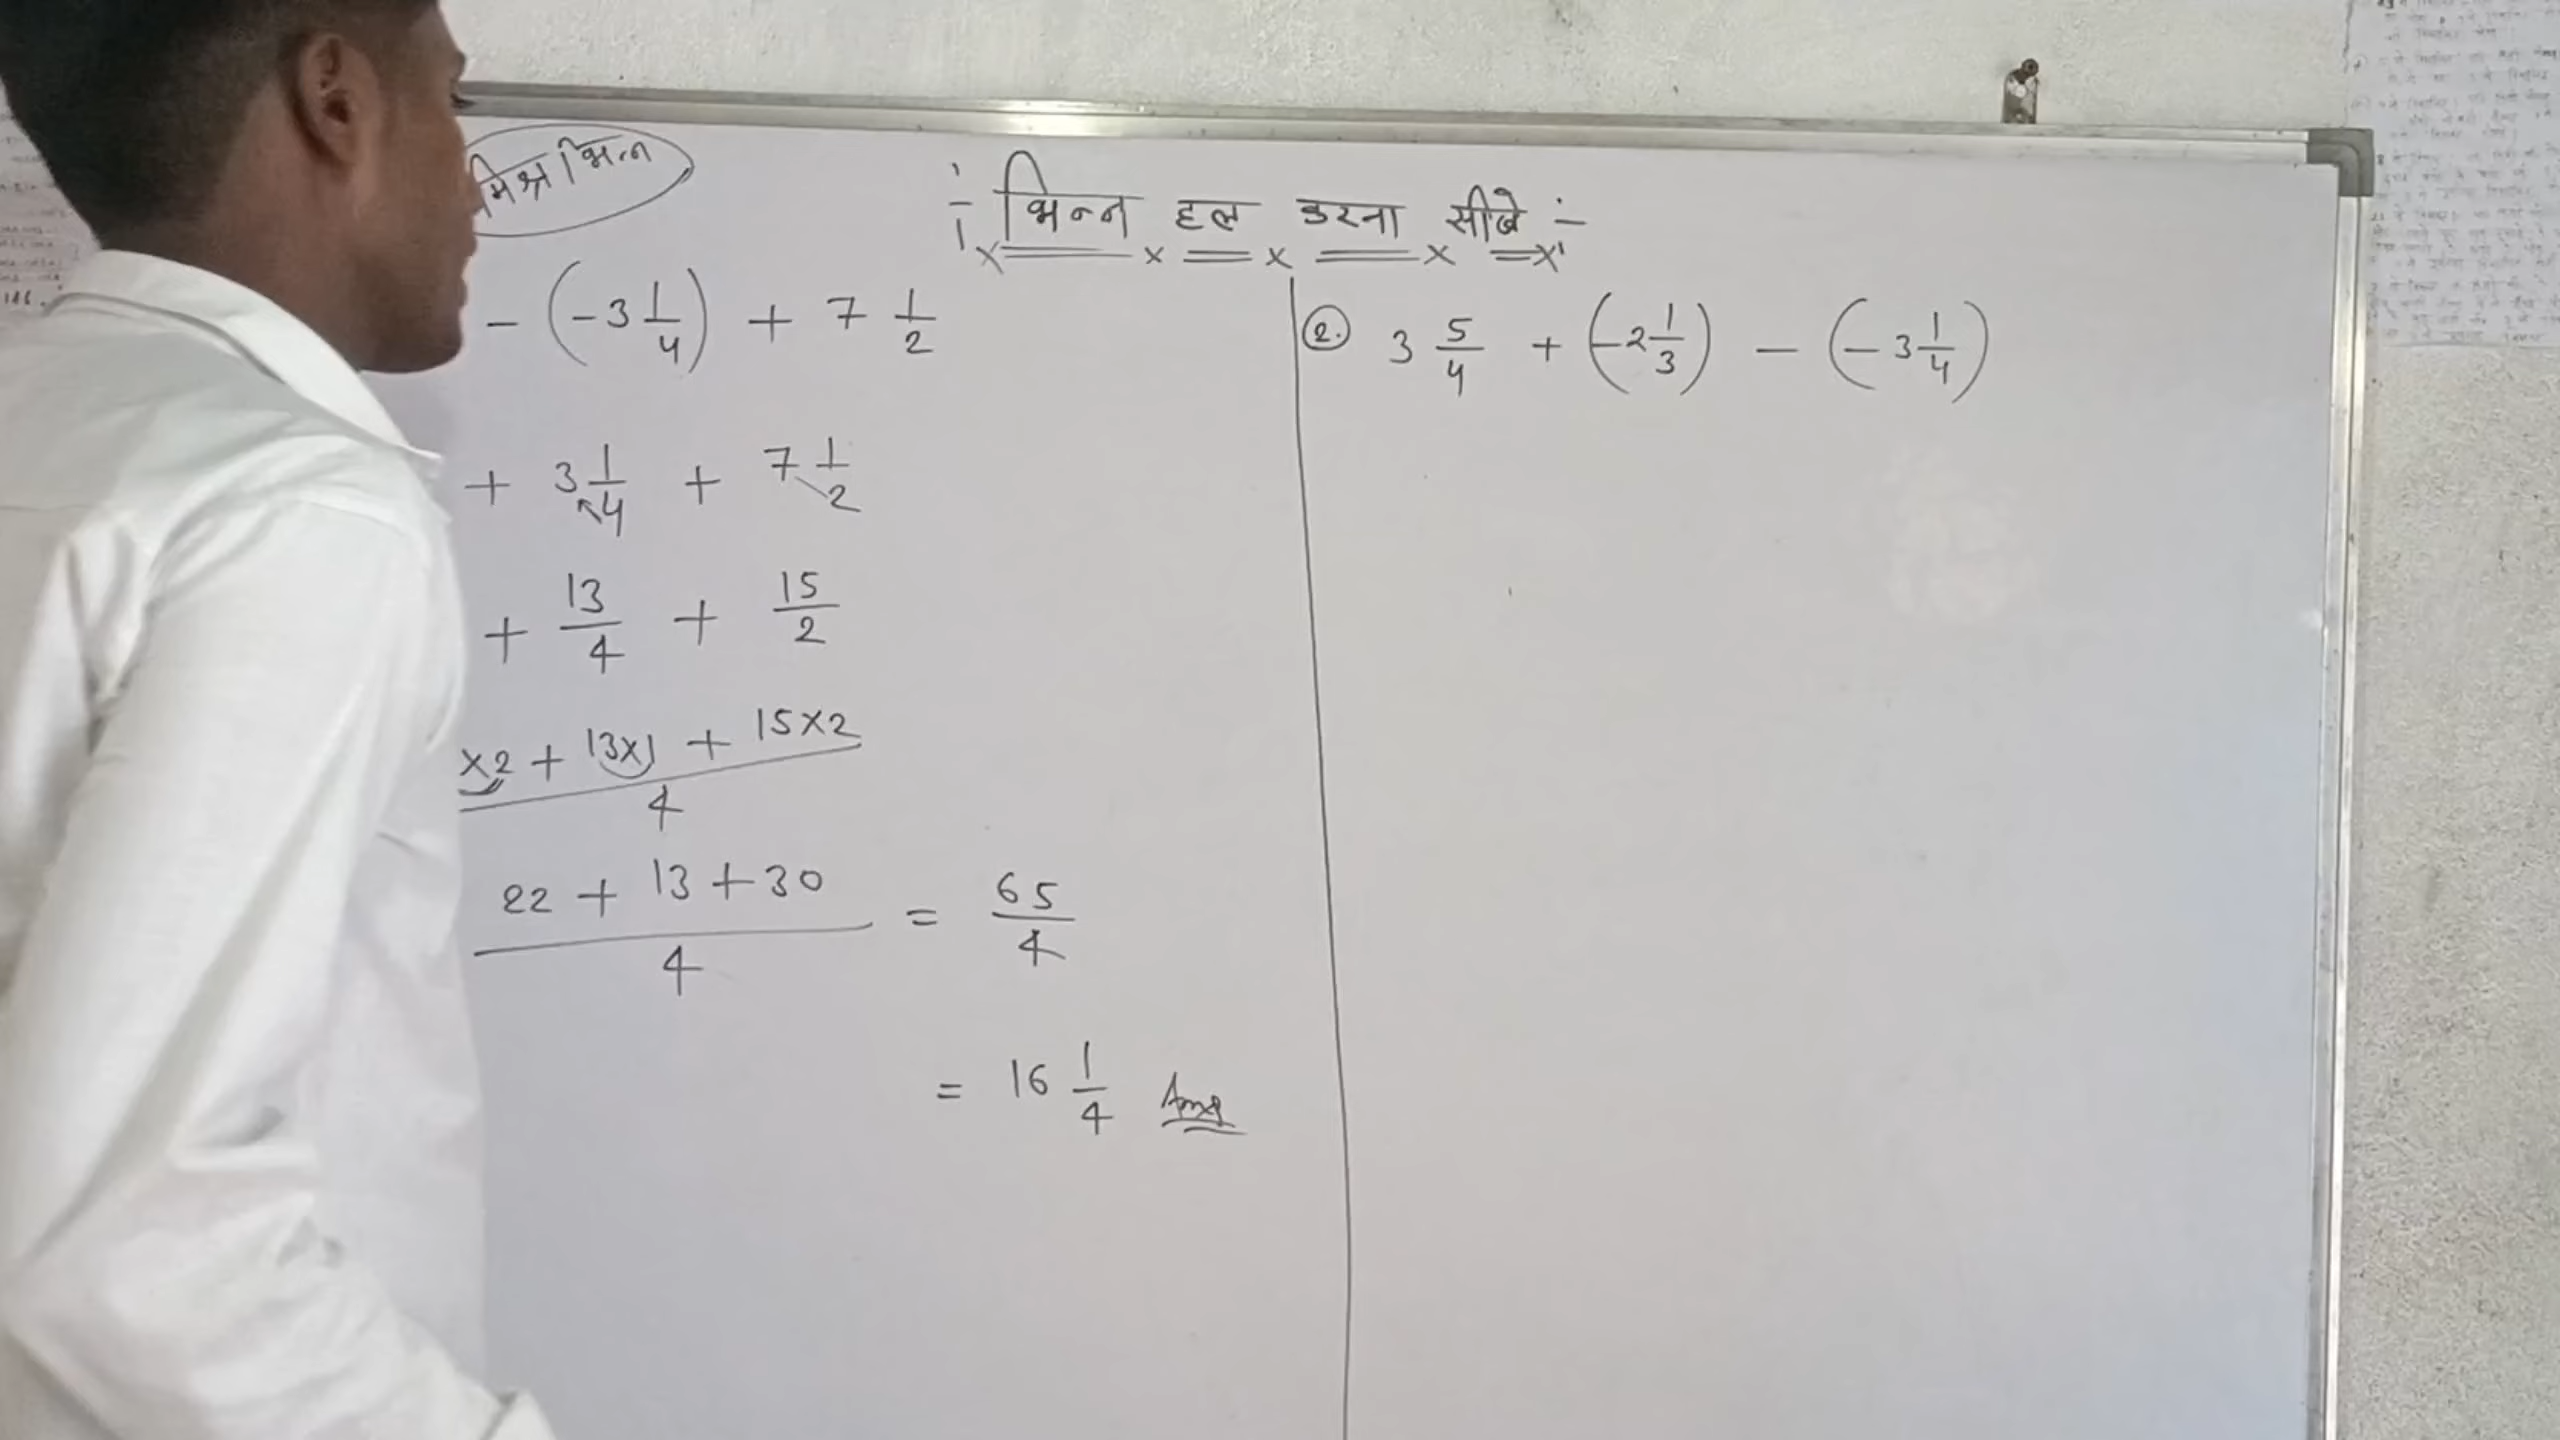 मिश्र भिन्न
:- भिन्न हल करना सीखे :-
- (-3 1/4) + 7 1/2
+ 3 1/4 + 7 1/2
+ 13/4 + 15/2
x2 + 13x1 + 15x2 / 4
22 + 13 + 30 / 4 = 65/4
= 16 1/4 Ans
2. 3 5/4 + (-2 1/3) - (-3 1/4)